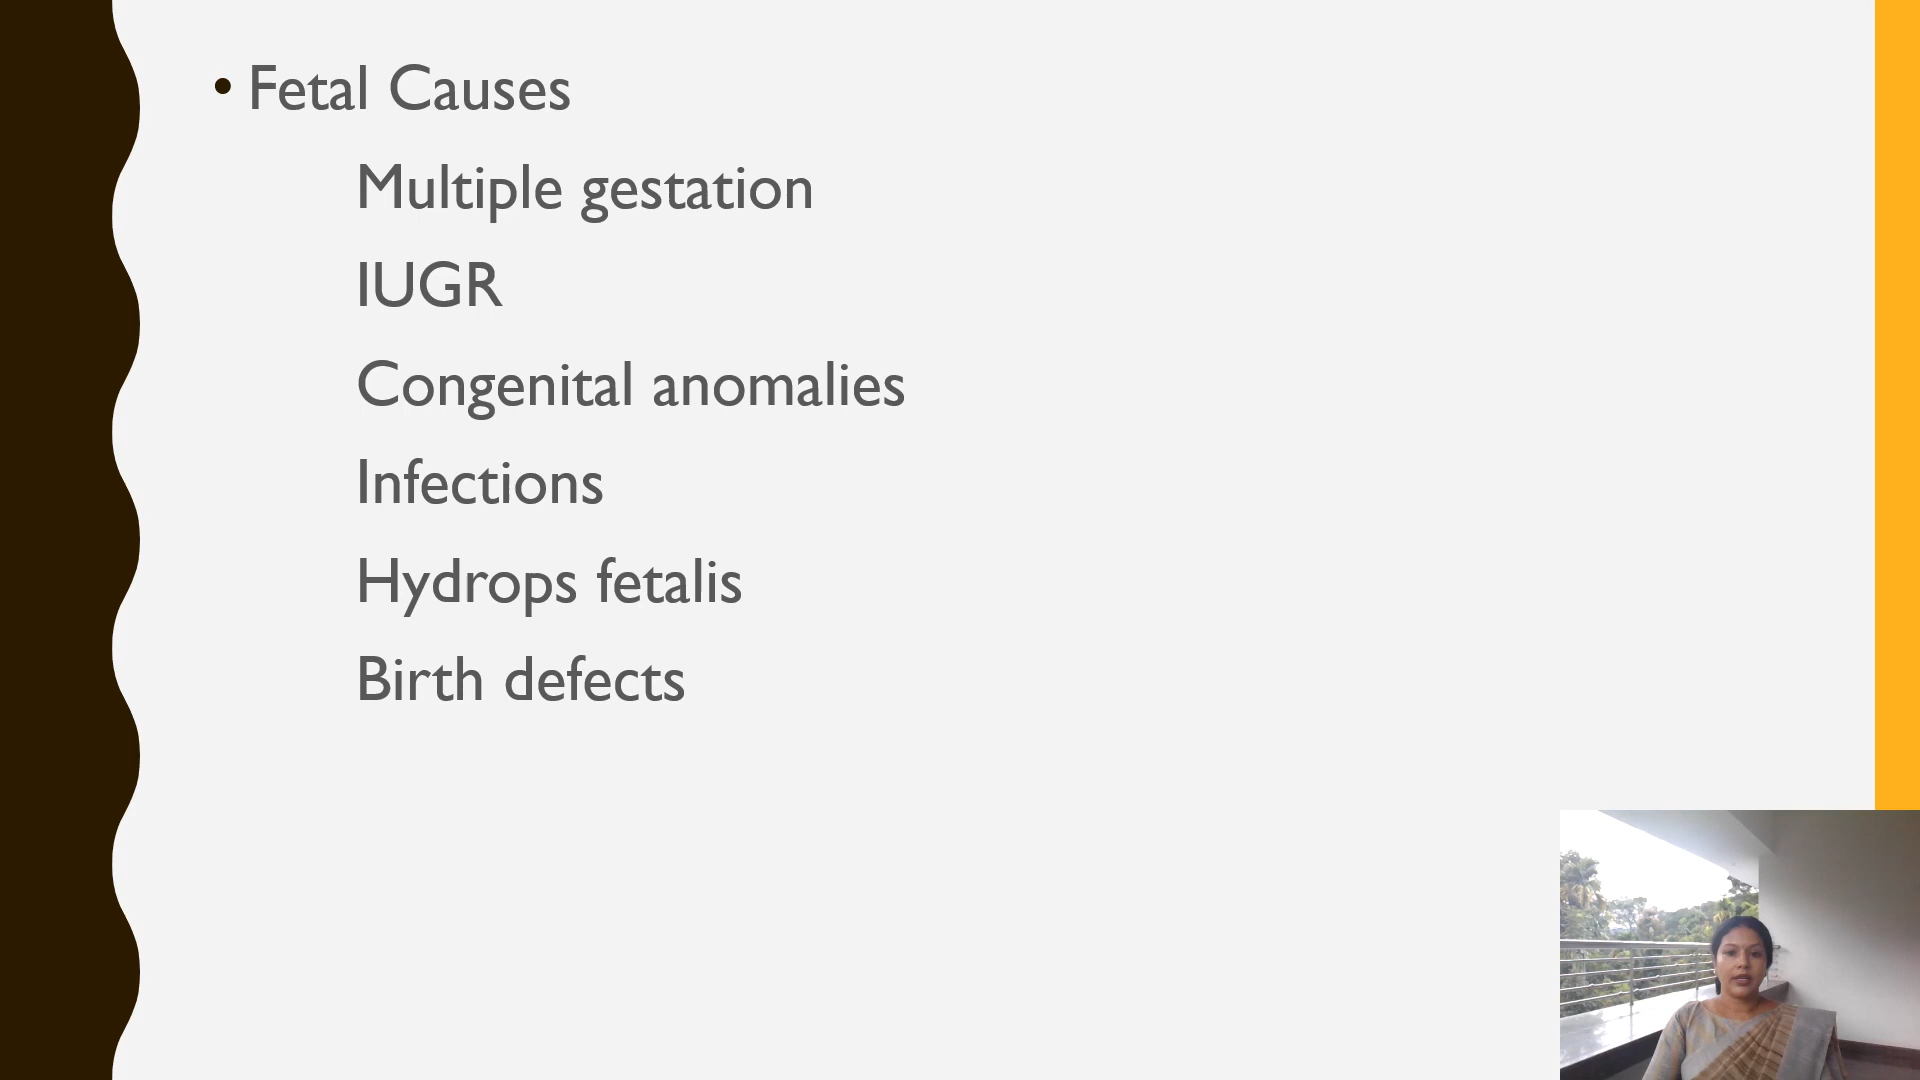 • Fetal Causes
Multiple gestation
IUGR
Congenital anomalies
Infections
Hydrops fetalis
Birth defects